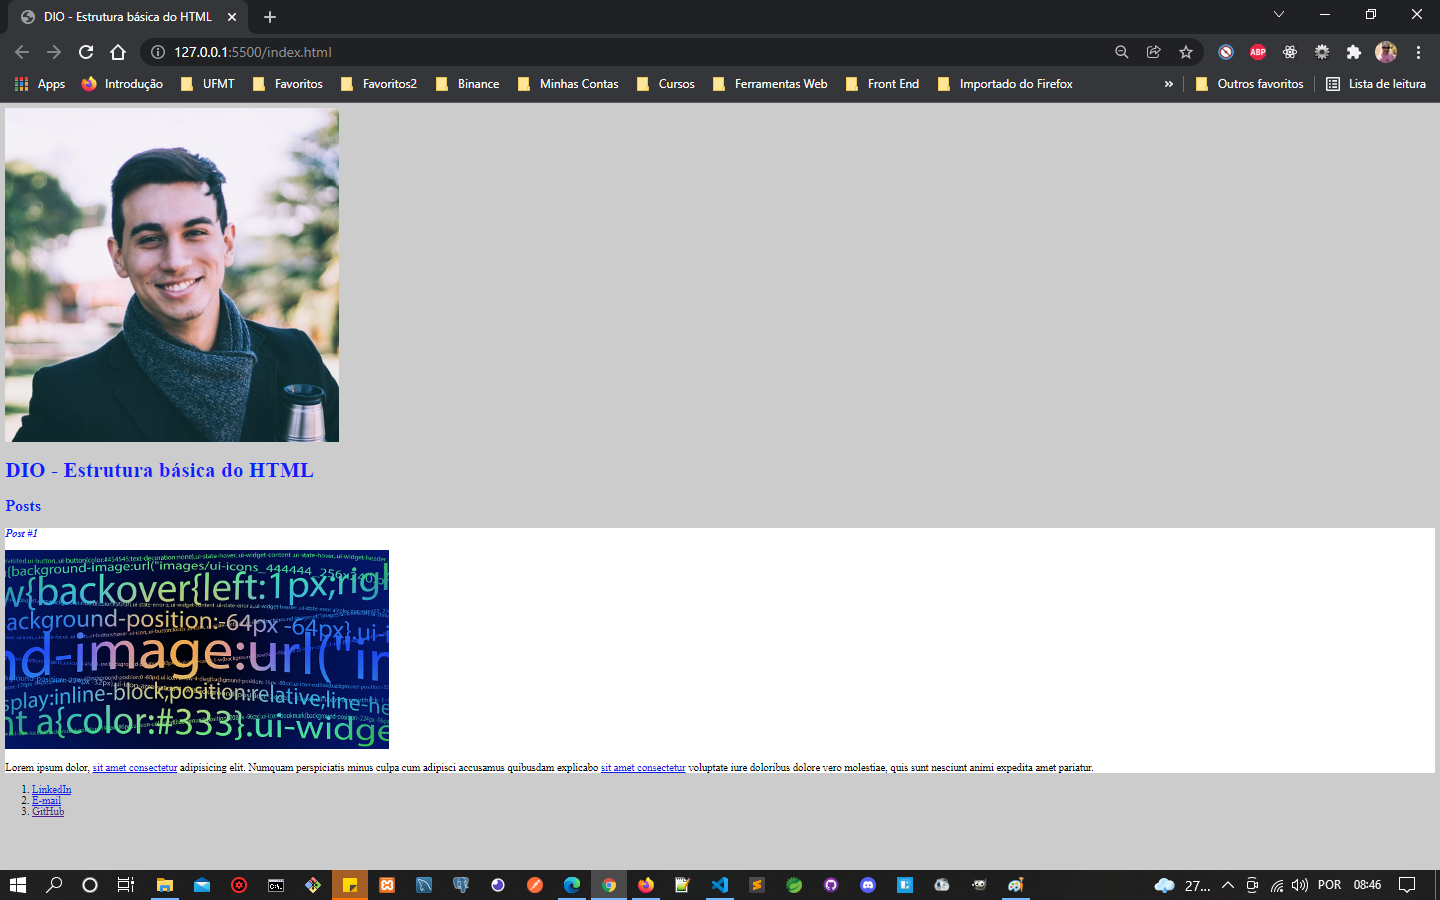 DIO - Estrutura básica do HTML
127.0.0.1:5500/index.html
ABP
Apps Introdução UFMT Favoritos Favoritos2 Binance Minhas Contas Cursos Ferramentas Web Front End Importado do Firefox » Outros favoritos Lista de leitura
DIO - Estrutura básica do HTML
Posts
Post #1
{background-image:url("images/ui-icons_444444_256x240.p
w{backover{left:1px;righ
ackground-position:-64px -64px}.ui-i
nd-image:url("im
splay:inline-block;position:relative;line-he
nt a{color:#333}.ui-widge
Lorem ipsum dolor, sit amet consectetur adipisicing elit. Numquam perspiciatis minus culpa cum adipisci accusamus quibusdam explicabo sit amet consectetur voluptate iure doloribus dolore vero molestiae, quis sunt nesciunt animi expedita amet pariatur.
1. LinkedIn
2. E-mail
3. GitHub
27... POR 08:46